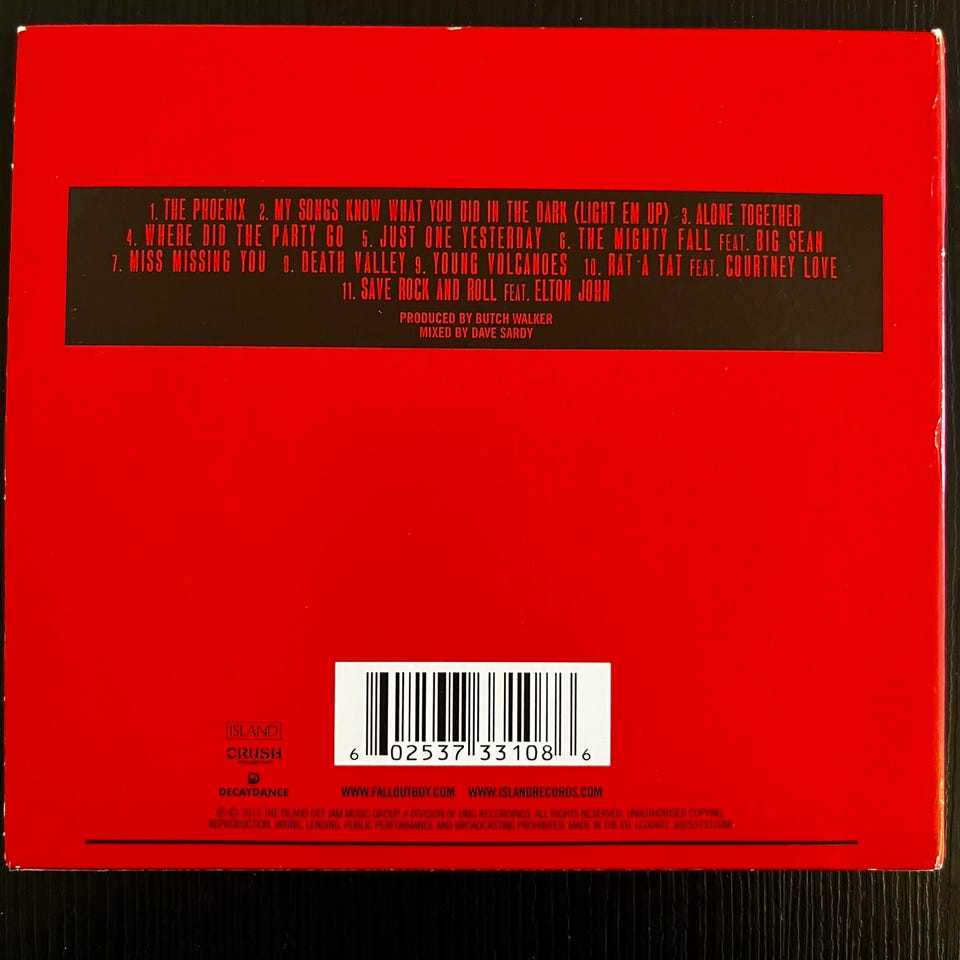 1. THE PHOENIX 2. MY SONGS KNOW WHAT YOU DID IN THE DARK (LIGHT EM UP) 3. ALONE TOGETHER
4. WHERE DID THE PARTY GO 5. JUST ONE YESTERDAY 6. THE MIGHTY FALL FEAT. BIG SEAN
7. MISS MISSING YOU 8. DEATH VALLEY 9. YOUNG VOLCANOES 10. RAT A TAT FEAT. COURTNEY LOVE
11. SAVE ROCK AND ROLL FEAT. ELTON JOHN
PRODUCED BY BUTCH WALKER
MIXED BY DAVE SARDY
6 02537 33108 6
ISLAND
CRUSH
MANAGEMENT
DECAYDANCE
WWW.FALLOUTBOY.COM WWW.ISLANDRECORDS.COM
℗© 2013 THE ISLAND DEF JAM MUSIC GROUP, A DIVISION OF UMG RECORDINGS. ALL RIGHTS RESERVED. UNAUTHORISED COPYING,
REPRODUCTION, HIRING, LENDING, PUBLIC PERFORMANCE AND BROADCASTING PROHIBITED. MADE IN THE EU. LC00407. 602537331086